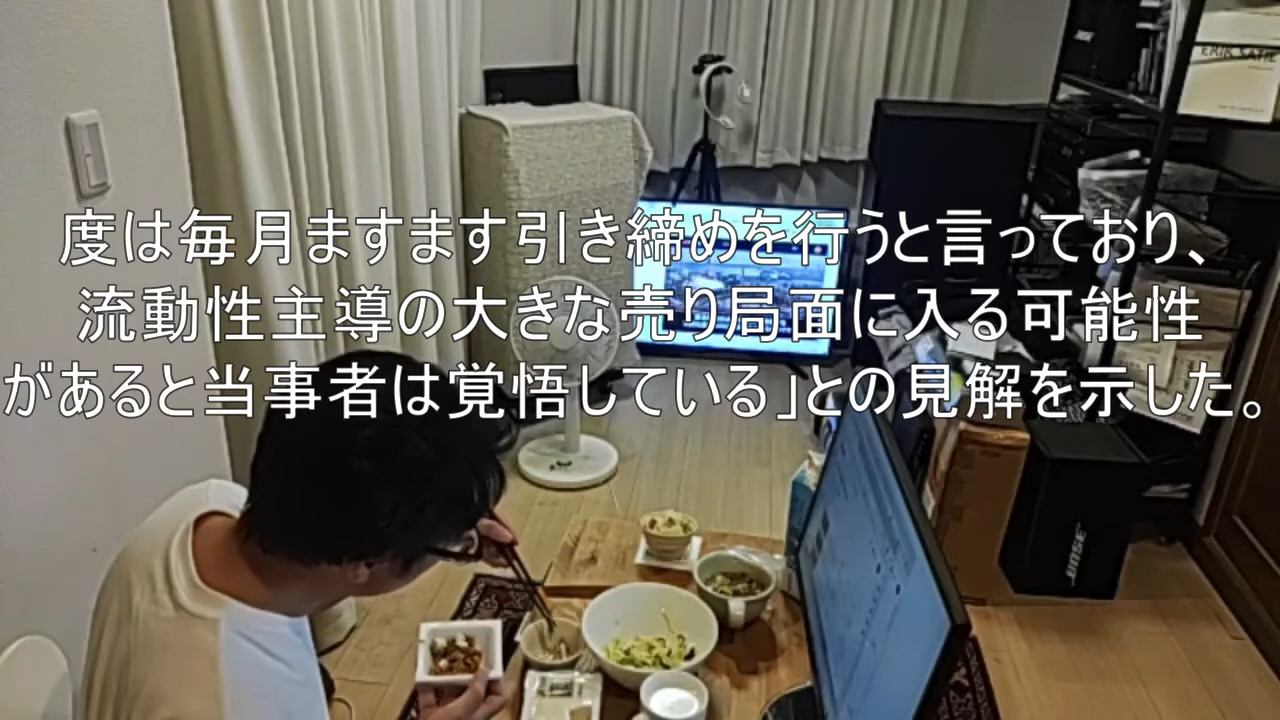 ERIK SATIE
度は毎月ますます引き締めを行うと言っており、
流動性主導の大きな売り局面に入る可能性
があると当事者は覚悟している」との見解を示した。
BOSE